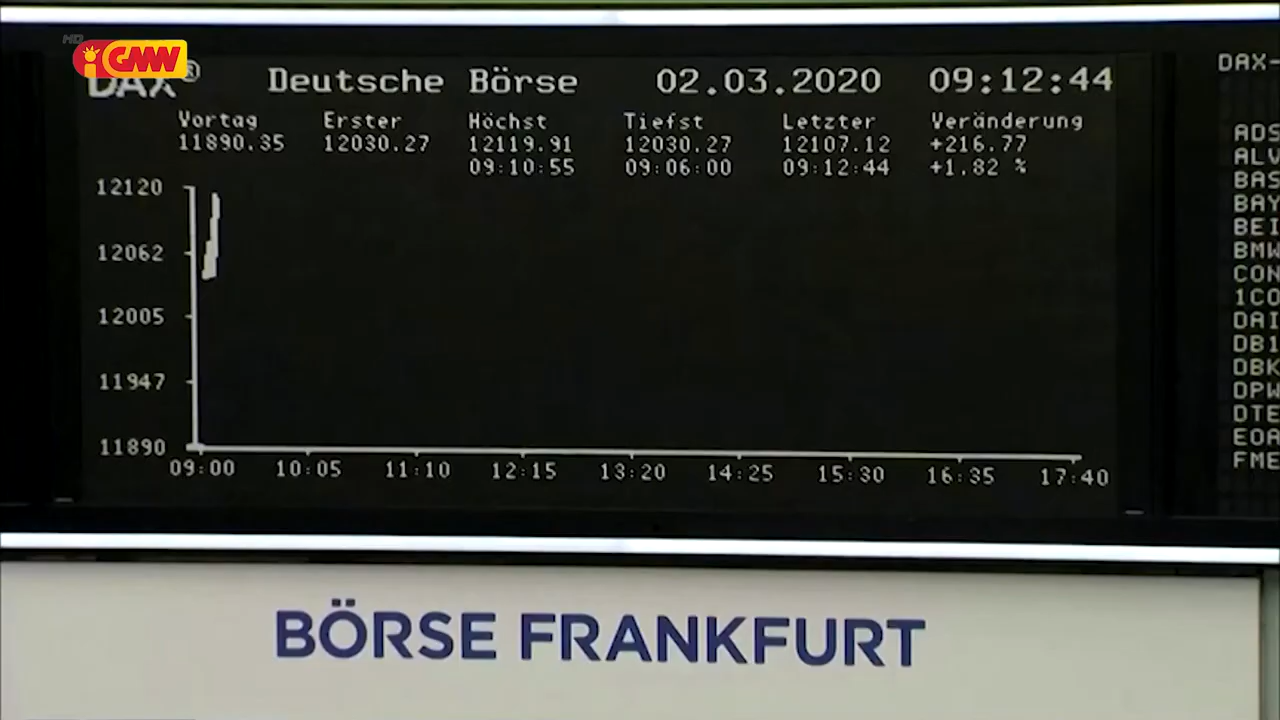 HD
iGMW
DAX®
Deutsche Börse 02.03.2020 09:12:44
Vortag Erster Höchst Tiefst Letzter Veränderung
11890.35 12030.27 12119.91 12030.27 12107.12 +216.77
09:10:55 09:06:00 09:12:44 +1.82 %
12120
12062
12005
11947
11890
09:00 10:05 11:10 12:15 13:20 14:25 15:30 16:35 17:40
DAX-
ADS
ALV
BAS
BAY
BEI
BMW
CON
1CO
DAI
DB1
DBK
DPW
DTE
EOA
FME
BÖRSE FRANKFURT